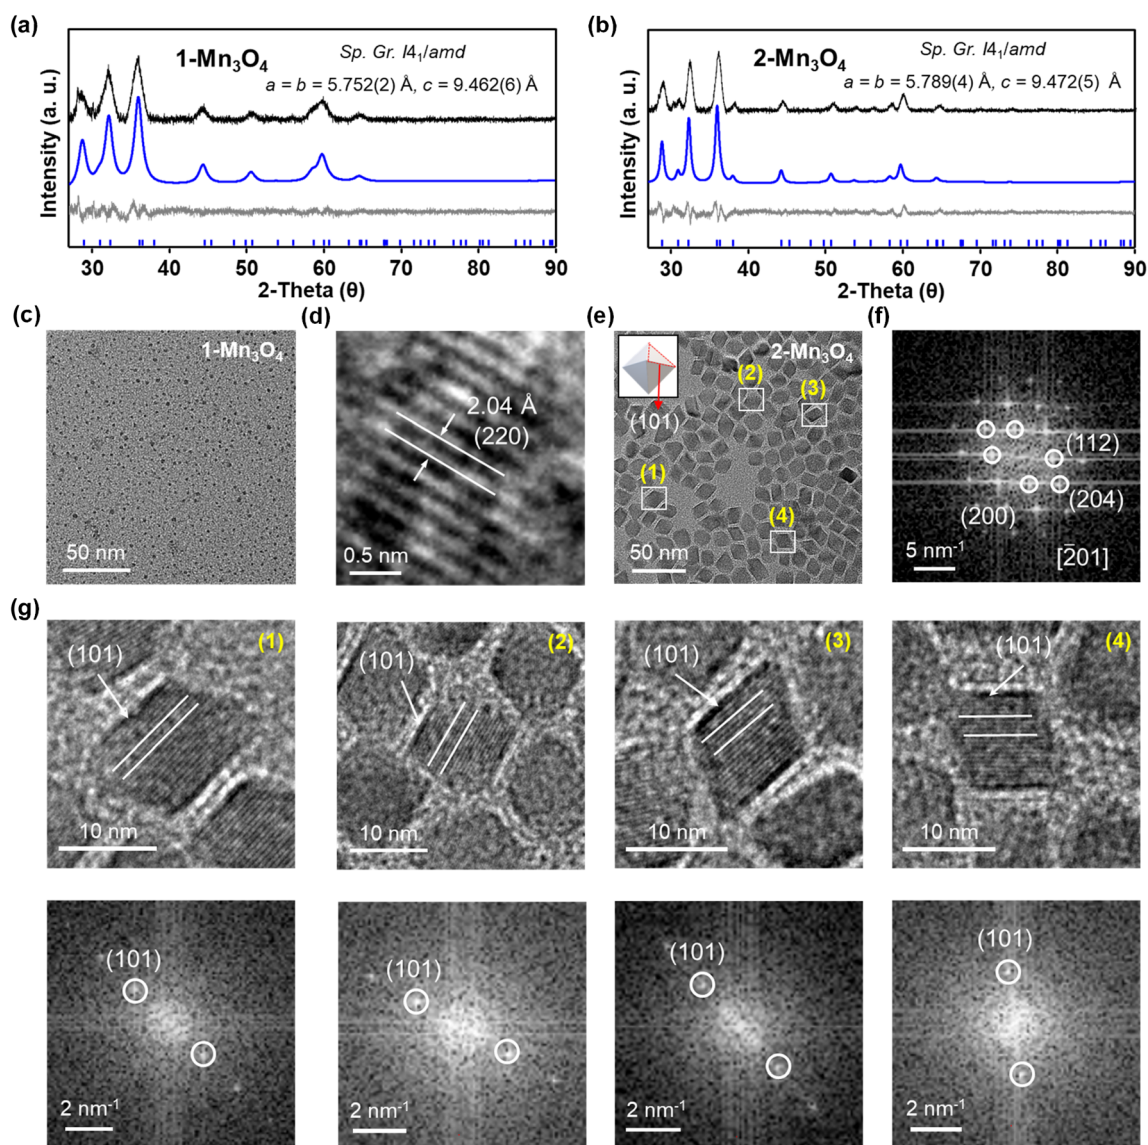 (a)
1-Mn3O4
Sp. Gr. I41/amd
a = b = 5.752(2) Å, c = 9.462(6) Å
Intensity (a. u.)
30 40 50 60 70 80 90
2-Theta (θ)
(b)
2-Mn3O4
Sp. Gr. I41/amd
a = b = 5.789(4) Å, c = 9.472(5) Å
Intensity (a. u.)
30 40 50 60 70 80 90
2-Theta (θ)
(c)
1-Mn3O4
50 nm
(d)
2.04 Å
(220)
0.5 nm
(e)
2-Mn3O4
(101)
(2)
(3)
(1)
(4)
50 nm
(f)
(112)
(204)
(200)
5 nm-1
[2̅01]
(g)
(101)
(1)
10 nm
(101)
(2)
10 nm
(101)
(3)
10 nm
(101)
(4)
10 nm
(101)
2 nm-1
(101)
2 nm-1
(101)
2 nm-1
(101)
2 nm-1